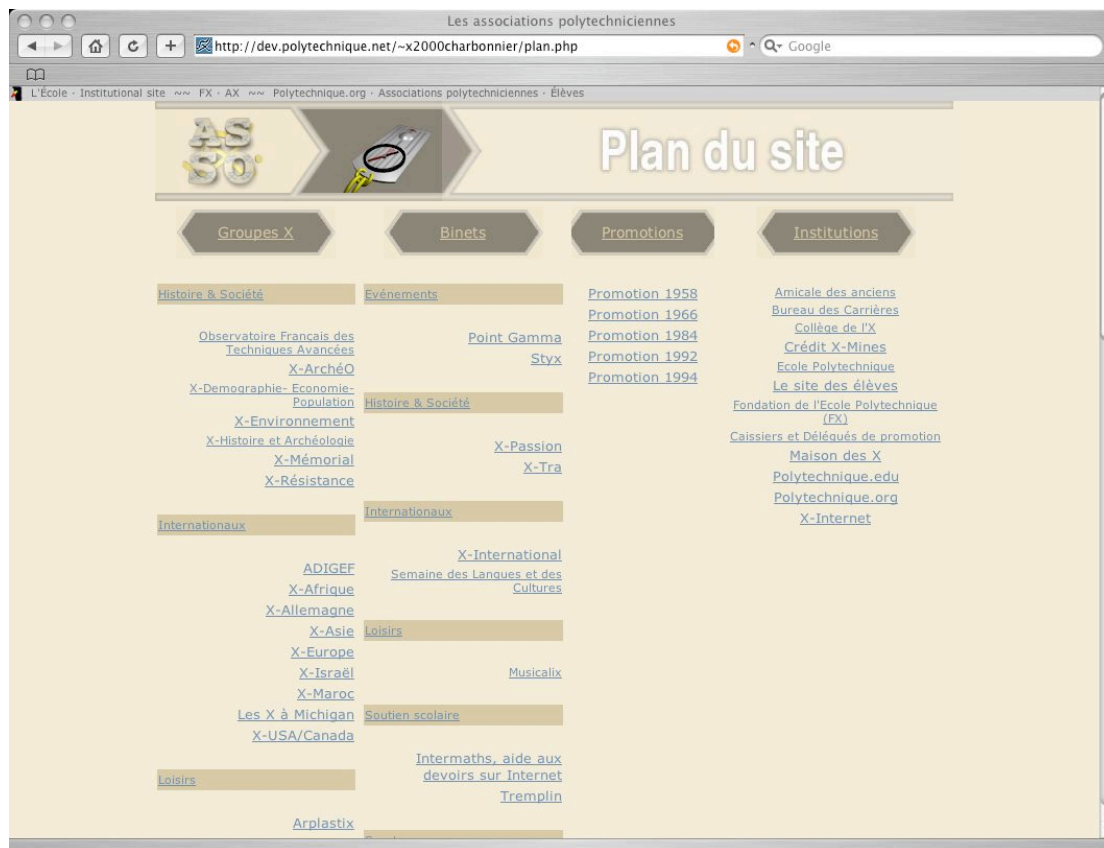 Les associations polytechniciennes
http://dev.polytechnique.net/~x2000charbonnier/plan.php
Google
L'École · Institutional site ~~ FX · AX ~~ Polytechnique.org · Associations polytechniciennes · Élèves
ASSO
Plan du site
Groupes X
Binets
Promotions
Institutions
Histoire & Société
Observatoire Français des
Techniques Avancées
X-ArchéO
X-Demographie- Economie-
Population
X-Environnement
X-Histoire et Archéologie
X-Mémorial
X-Résistance
Internationaux
ADIGEF
X-Afrique
X-Allemagne
X-Asie
X-Europe
X-Israël
X-Maroc
Les X à Michigan
X-USA/Canada
Loisirs
Arplastix
Evénements
Point Gamma
Styx
Histoire & Société
X-Passion
X-Tra
Internationaux
X-International
Semaine des Langues et des
Cultures
Loisirs
Musicalix
Soutien scolaire
Intermaths, aide aux
devoirs sur Internet
Tremplin
Promotion 1958
Promotion 1966
Promotion 1984
Promotion 1992
Promotion 1994
Amicale des anciens
Bureau des Carrières
Collège de l'X
Crédit X-Mines
Ecole Polytechnique
Le site des élèves
Fondation de l'Ecole Polytechnique
(FX)
Caissiers et Délégués de promotion
Maison des X
Polytechnique.edu
Polytechnique.org
X-Internet